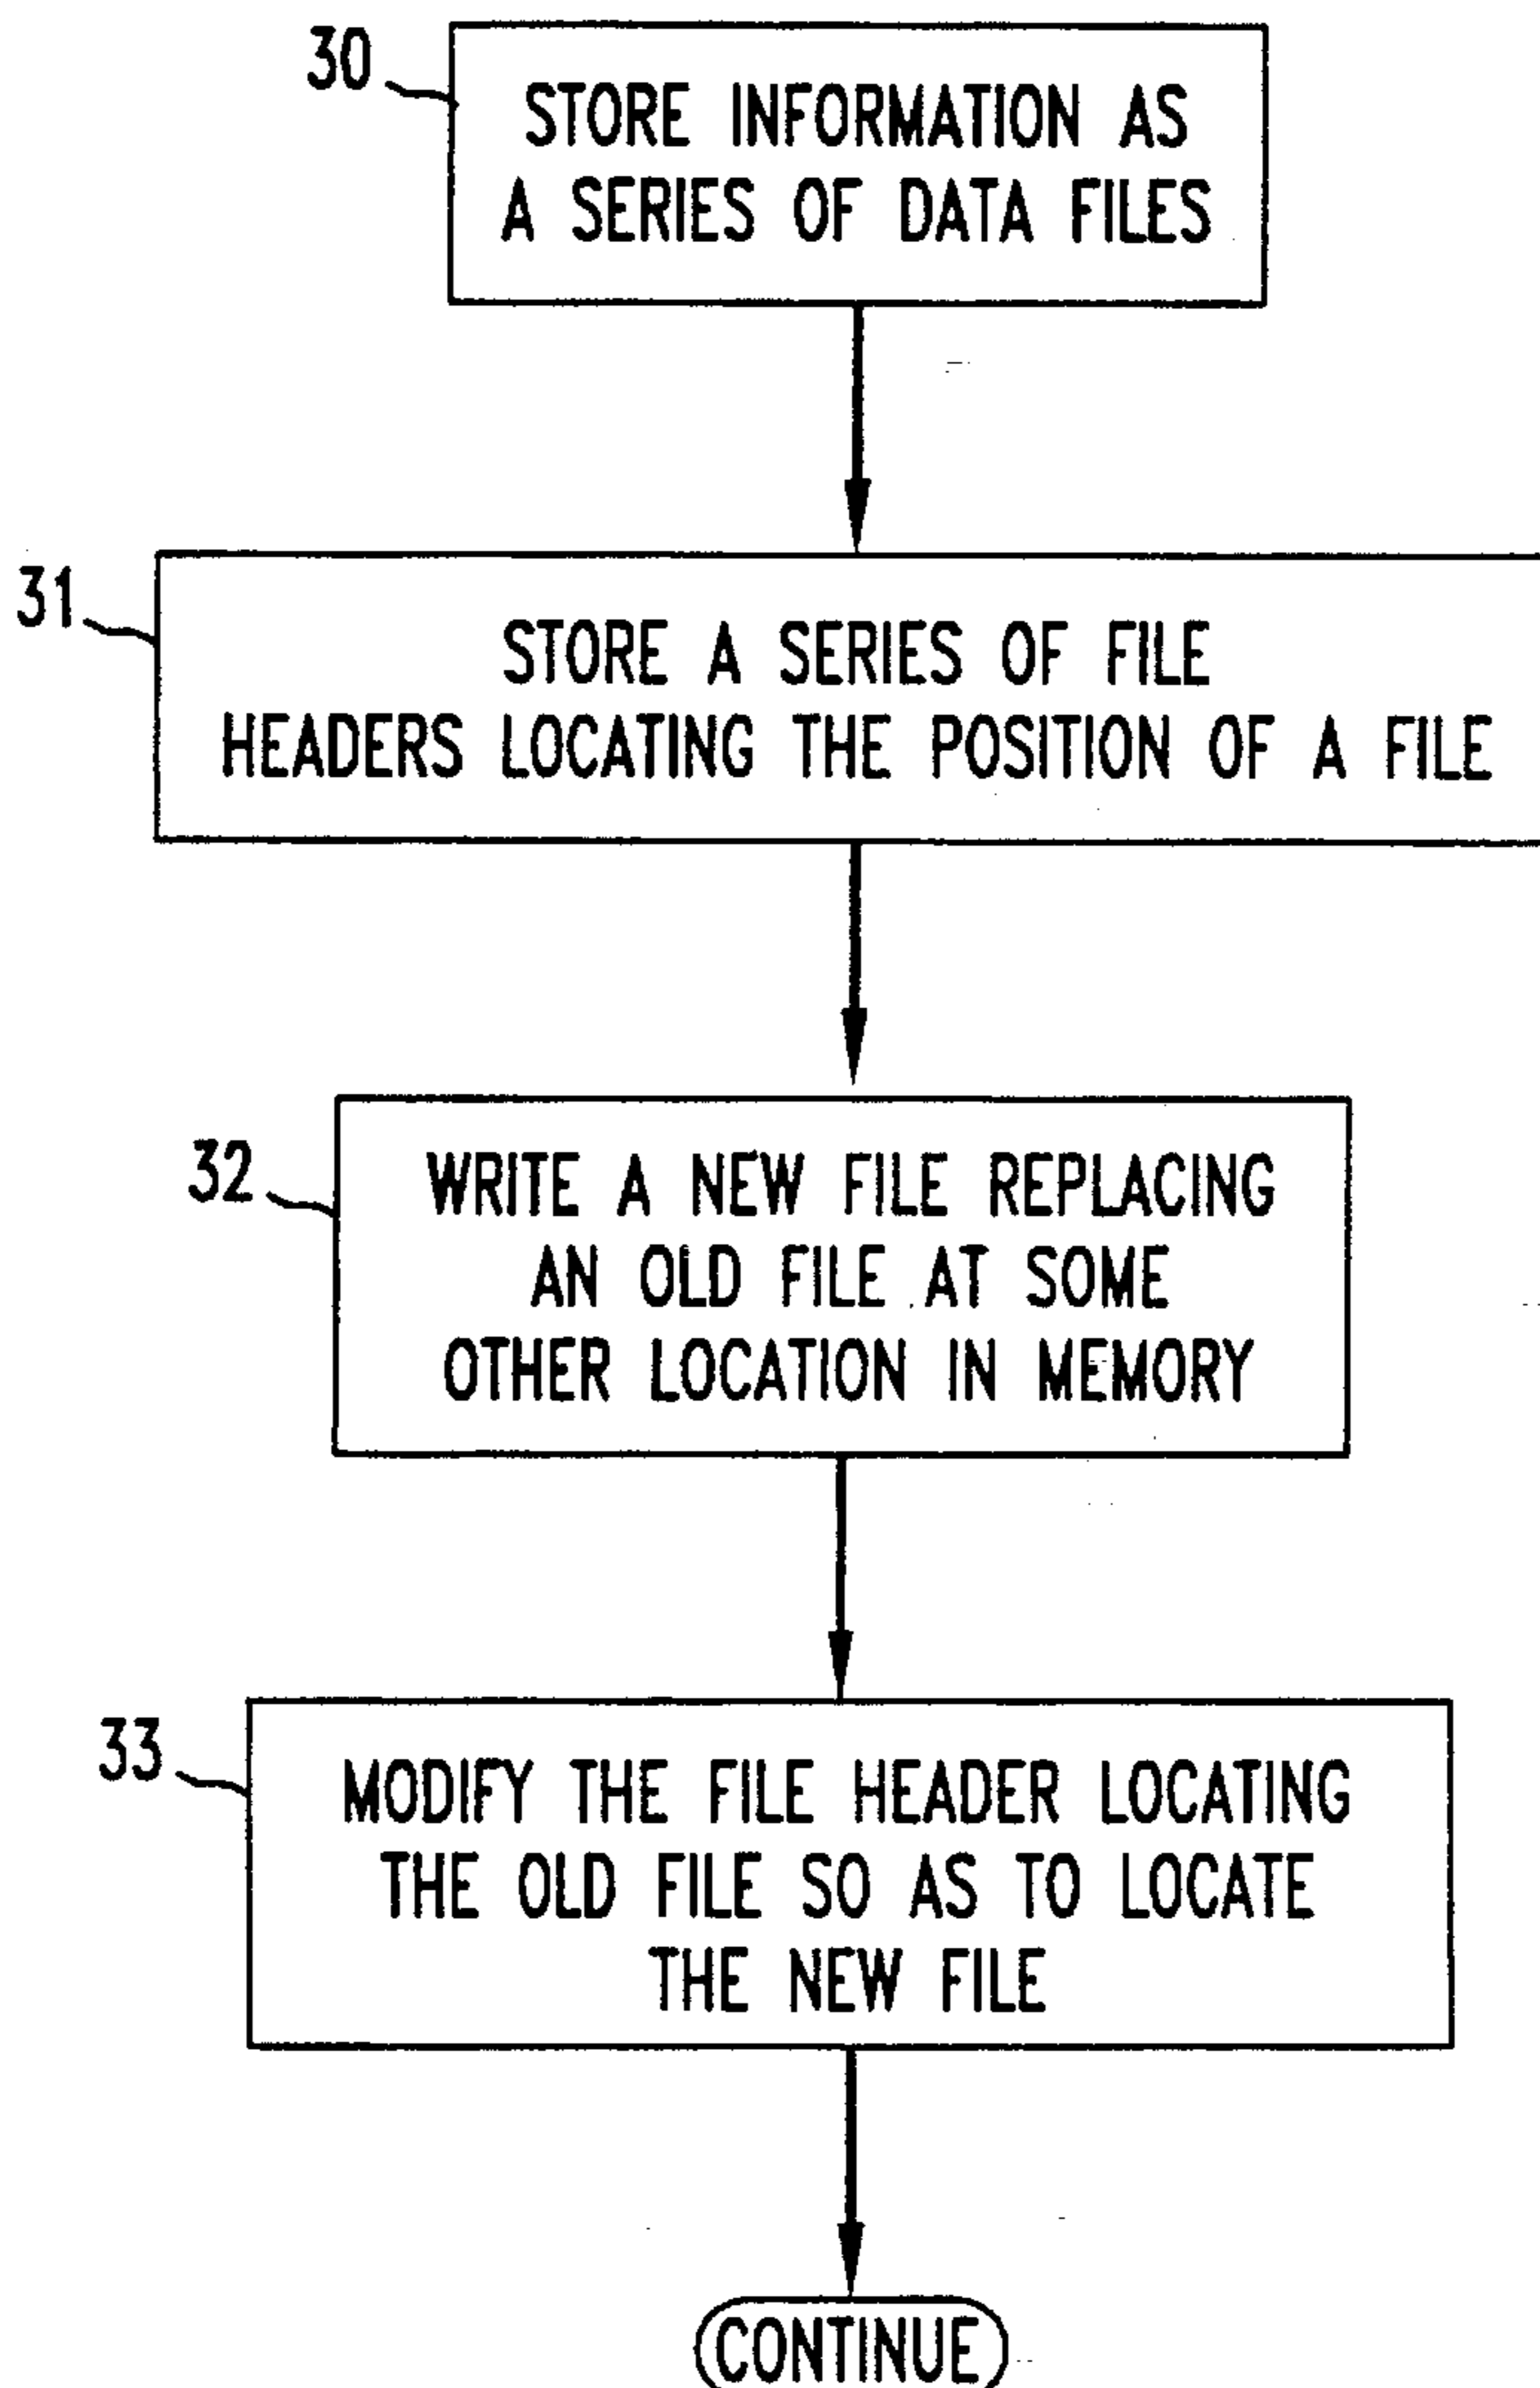 30
STORE INFORMATION AS
A SERIES OF DATA FILES
31
STORE A SERIES OF FILE
HEADERS LOCATING THE POSITION OF A FILE
32
WRITE A NEW FILE REPLACING
AN OLD FILE AT SOME
OTHER LOCATION IN MEMORY
33
MODIFY THE FILE HEADER LOCATING
THE OLD FILE SO AS TO LOCATE
THE NEW FILE
CONTINUE